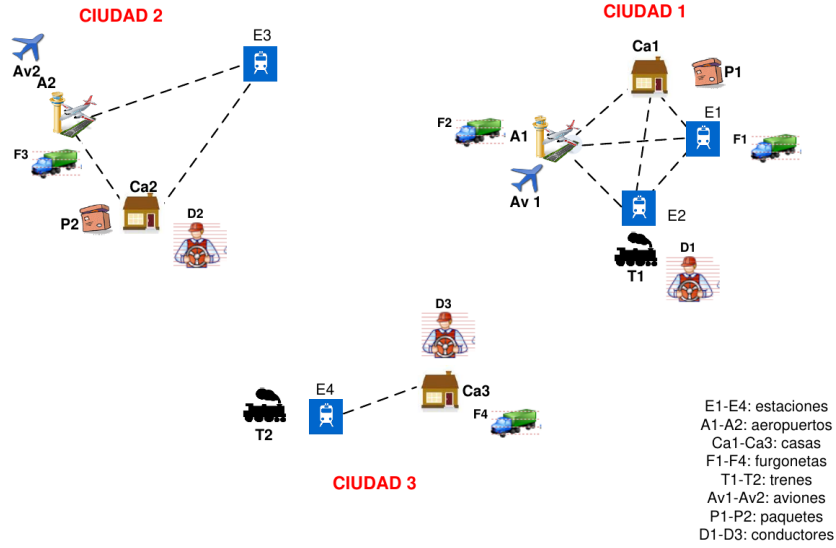 CIUDAD 2
E3
Av2
A2
F3
Ca2
P2
D2
CIUDAD 1
Ca1
P1
F2
A1
E1
F1
Av 1
E2
T1
D1
D3
E4
Ca3
T2
F4
CIUDAD 3
E1-E4: estaciones
A1-A2: aeropuertos
Ca1-Ca3: casas
F1-F4: furgonetas
T1-T2: trenes
Av1-Av2: aviones
P1-P2: paquetes
D1-D3: conductores